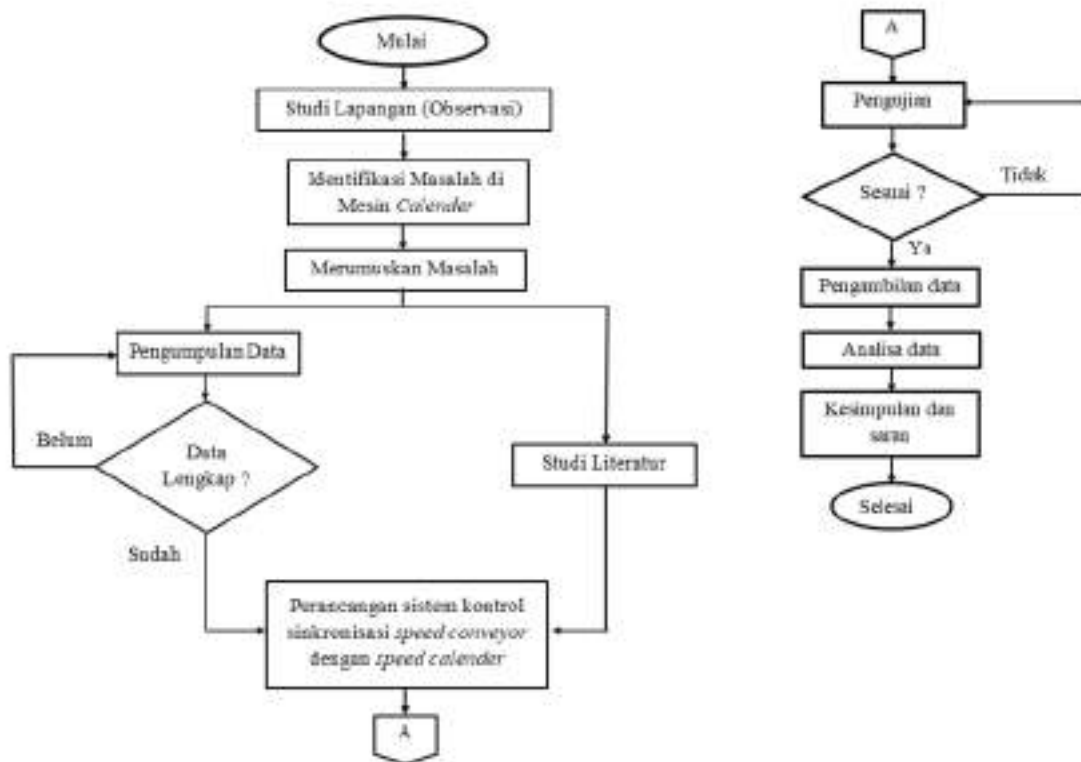 Mulai
Studi Lapangan (Observasi)
Identifikasi Masalah di
Mesin Calender
Merumuskan Masalah
Pengumpulan Data
Belum
Data
Lengkap ?
Studi Literatur
Sudah
Perancangan sistem kontrol
sinkronisasi speed conveyor
dengan speed calender
A
A
Pengujian
Sesuai ?
Tidak
Ya
Pengambilan data
Analisa data
Kesimpulan dan
saran
Selesai